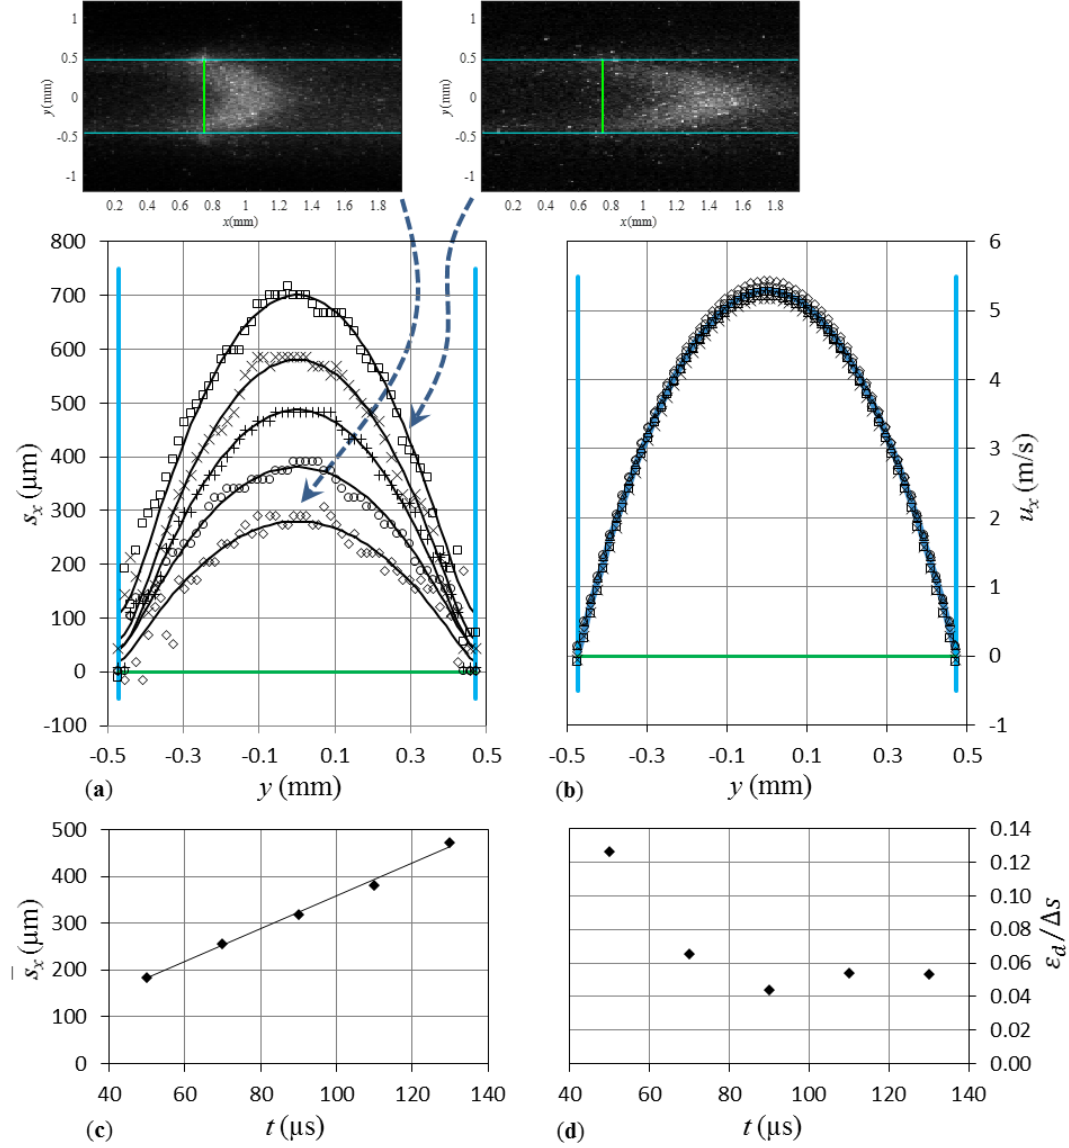 1
0.5
0
-0.5
-1
y(mm)
0.2 0.4 0.6 0.8 1 1.2 1.4 1.6 1.8
x(mm)
1
0.5
0
-0.5
-1
y(mm)
0.2 0.4 0.6 0.8 1 1.2 1.4 1.6 1.8
x(mm)
800
700
600
500
400
300
200
100
0
-100
s_x (μm)
-0.5 -0.3 -0.1 0.1 0.3 0.5
(a) y (mm)
6
5
4
3
2
1
0
-1
u_x (m/s)
-0.5 -0.3 -0.1 0.1 0.3 0.5
(b) y (mm)
500
400
300
200
100
0
s̄_x (μm)
40 60 80 100 120 140
(c) t (μs)
0.14
0.12
0.10
0.08
0.06
0.04
0.02
0.00
ε_d / Δs
40 60 80 100 120 140
(d) t (μs)